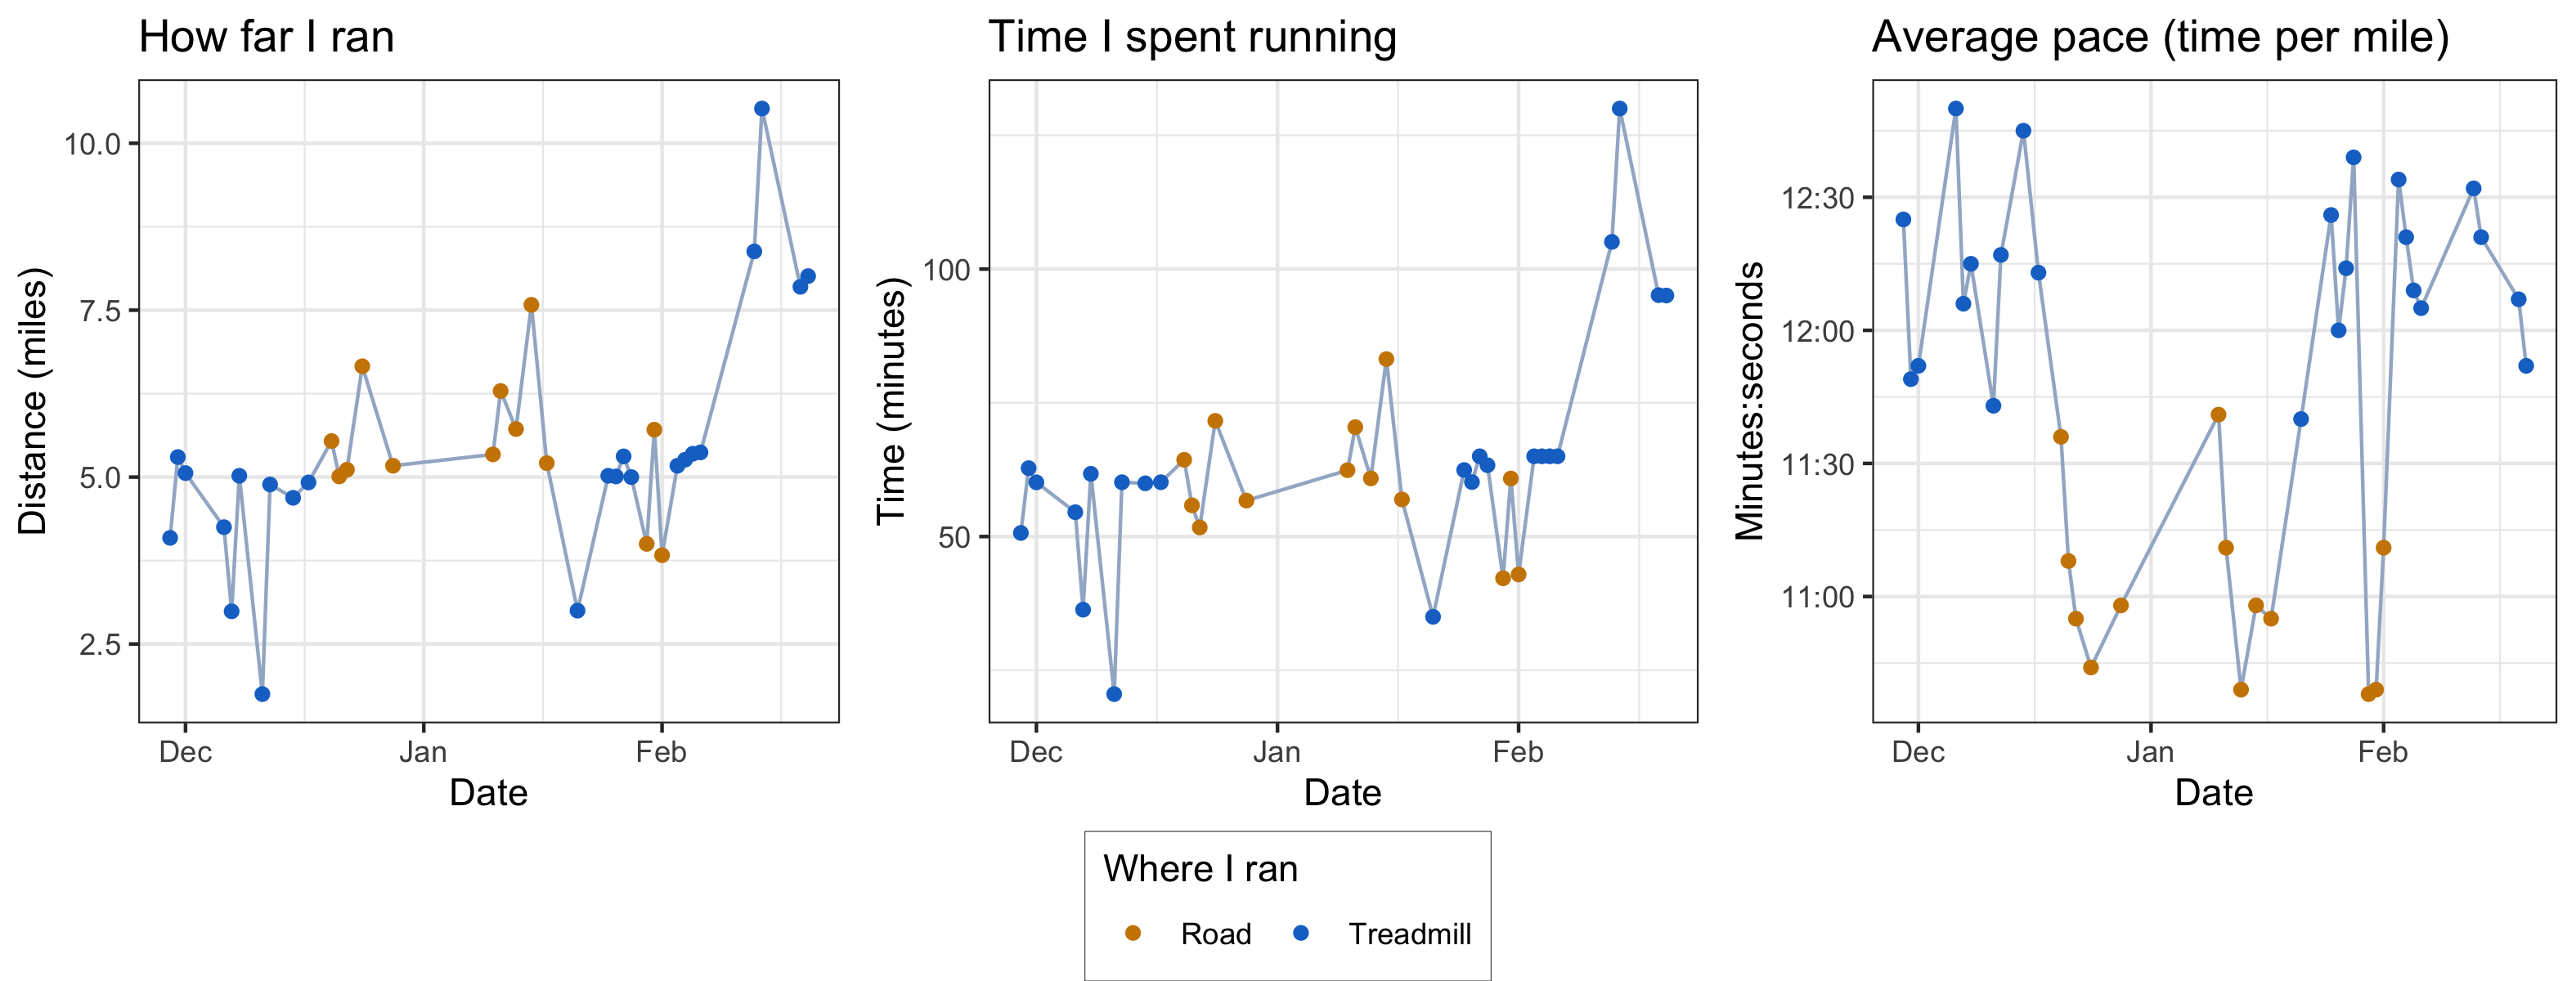 How far I ran
Distance (miles)
10.0
7.5
5.0
2.5
Dec Jan Feb
Date
Time I spent running
Time (minutes)
100
50
Dec Jan Feb
Date
Average pace (time per mile)
Minutes:seconds
12:30
12:00
11:30
11:00
Dec Jan Feb
Date
Where I ran
Road Treadmill